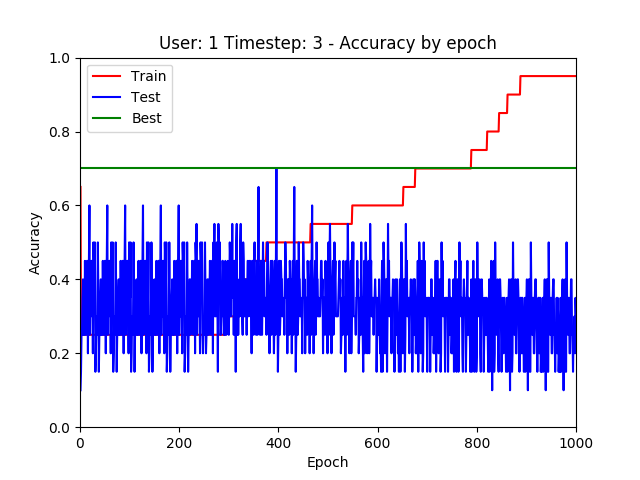 User: 1 Timestep: 3 - Accuracy by epoch
1.0
Train
Test
Best
0.8
0.6
Accuracy
0.4
0.2
0.0
0 200 400 600 800 1000
Epoch